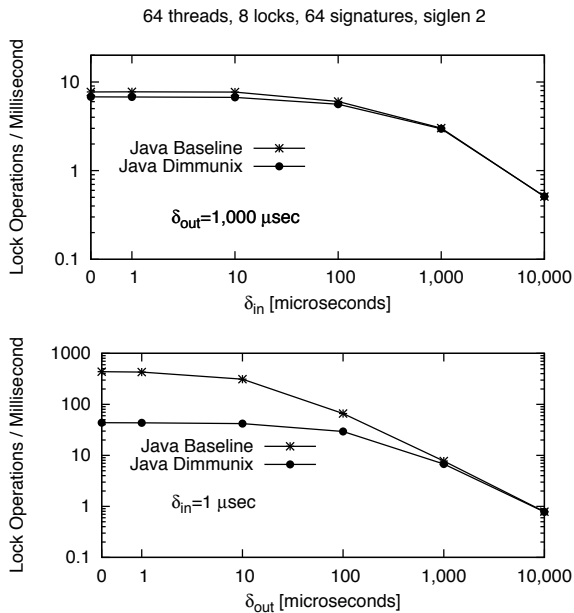 64 threads, 8 locks, 64 signatures, siglen 2
Lock Operations / Millisecond
10
1
0.1
Java Baseline
Java Dimmunix
δout=1,000 μsec
0 1 10 100 1,000 10,000
δin [microseconds]
Lock Operations / Millisecond
1000
100
10
1
0.1
Java Baseline
Java Dimmunix
δin=1 μsec
0 1 10 100 1,000 10,000
δout [microseconds]